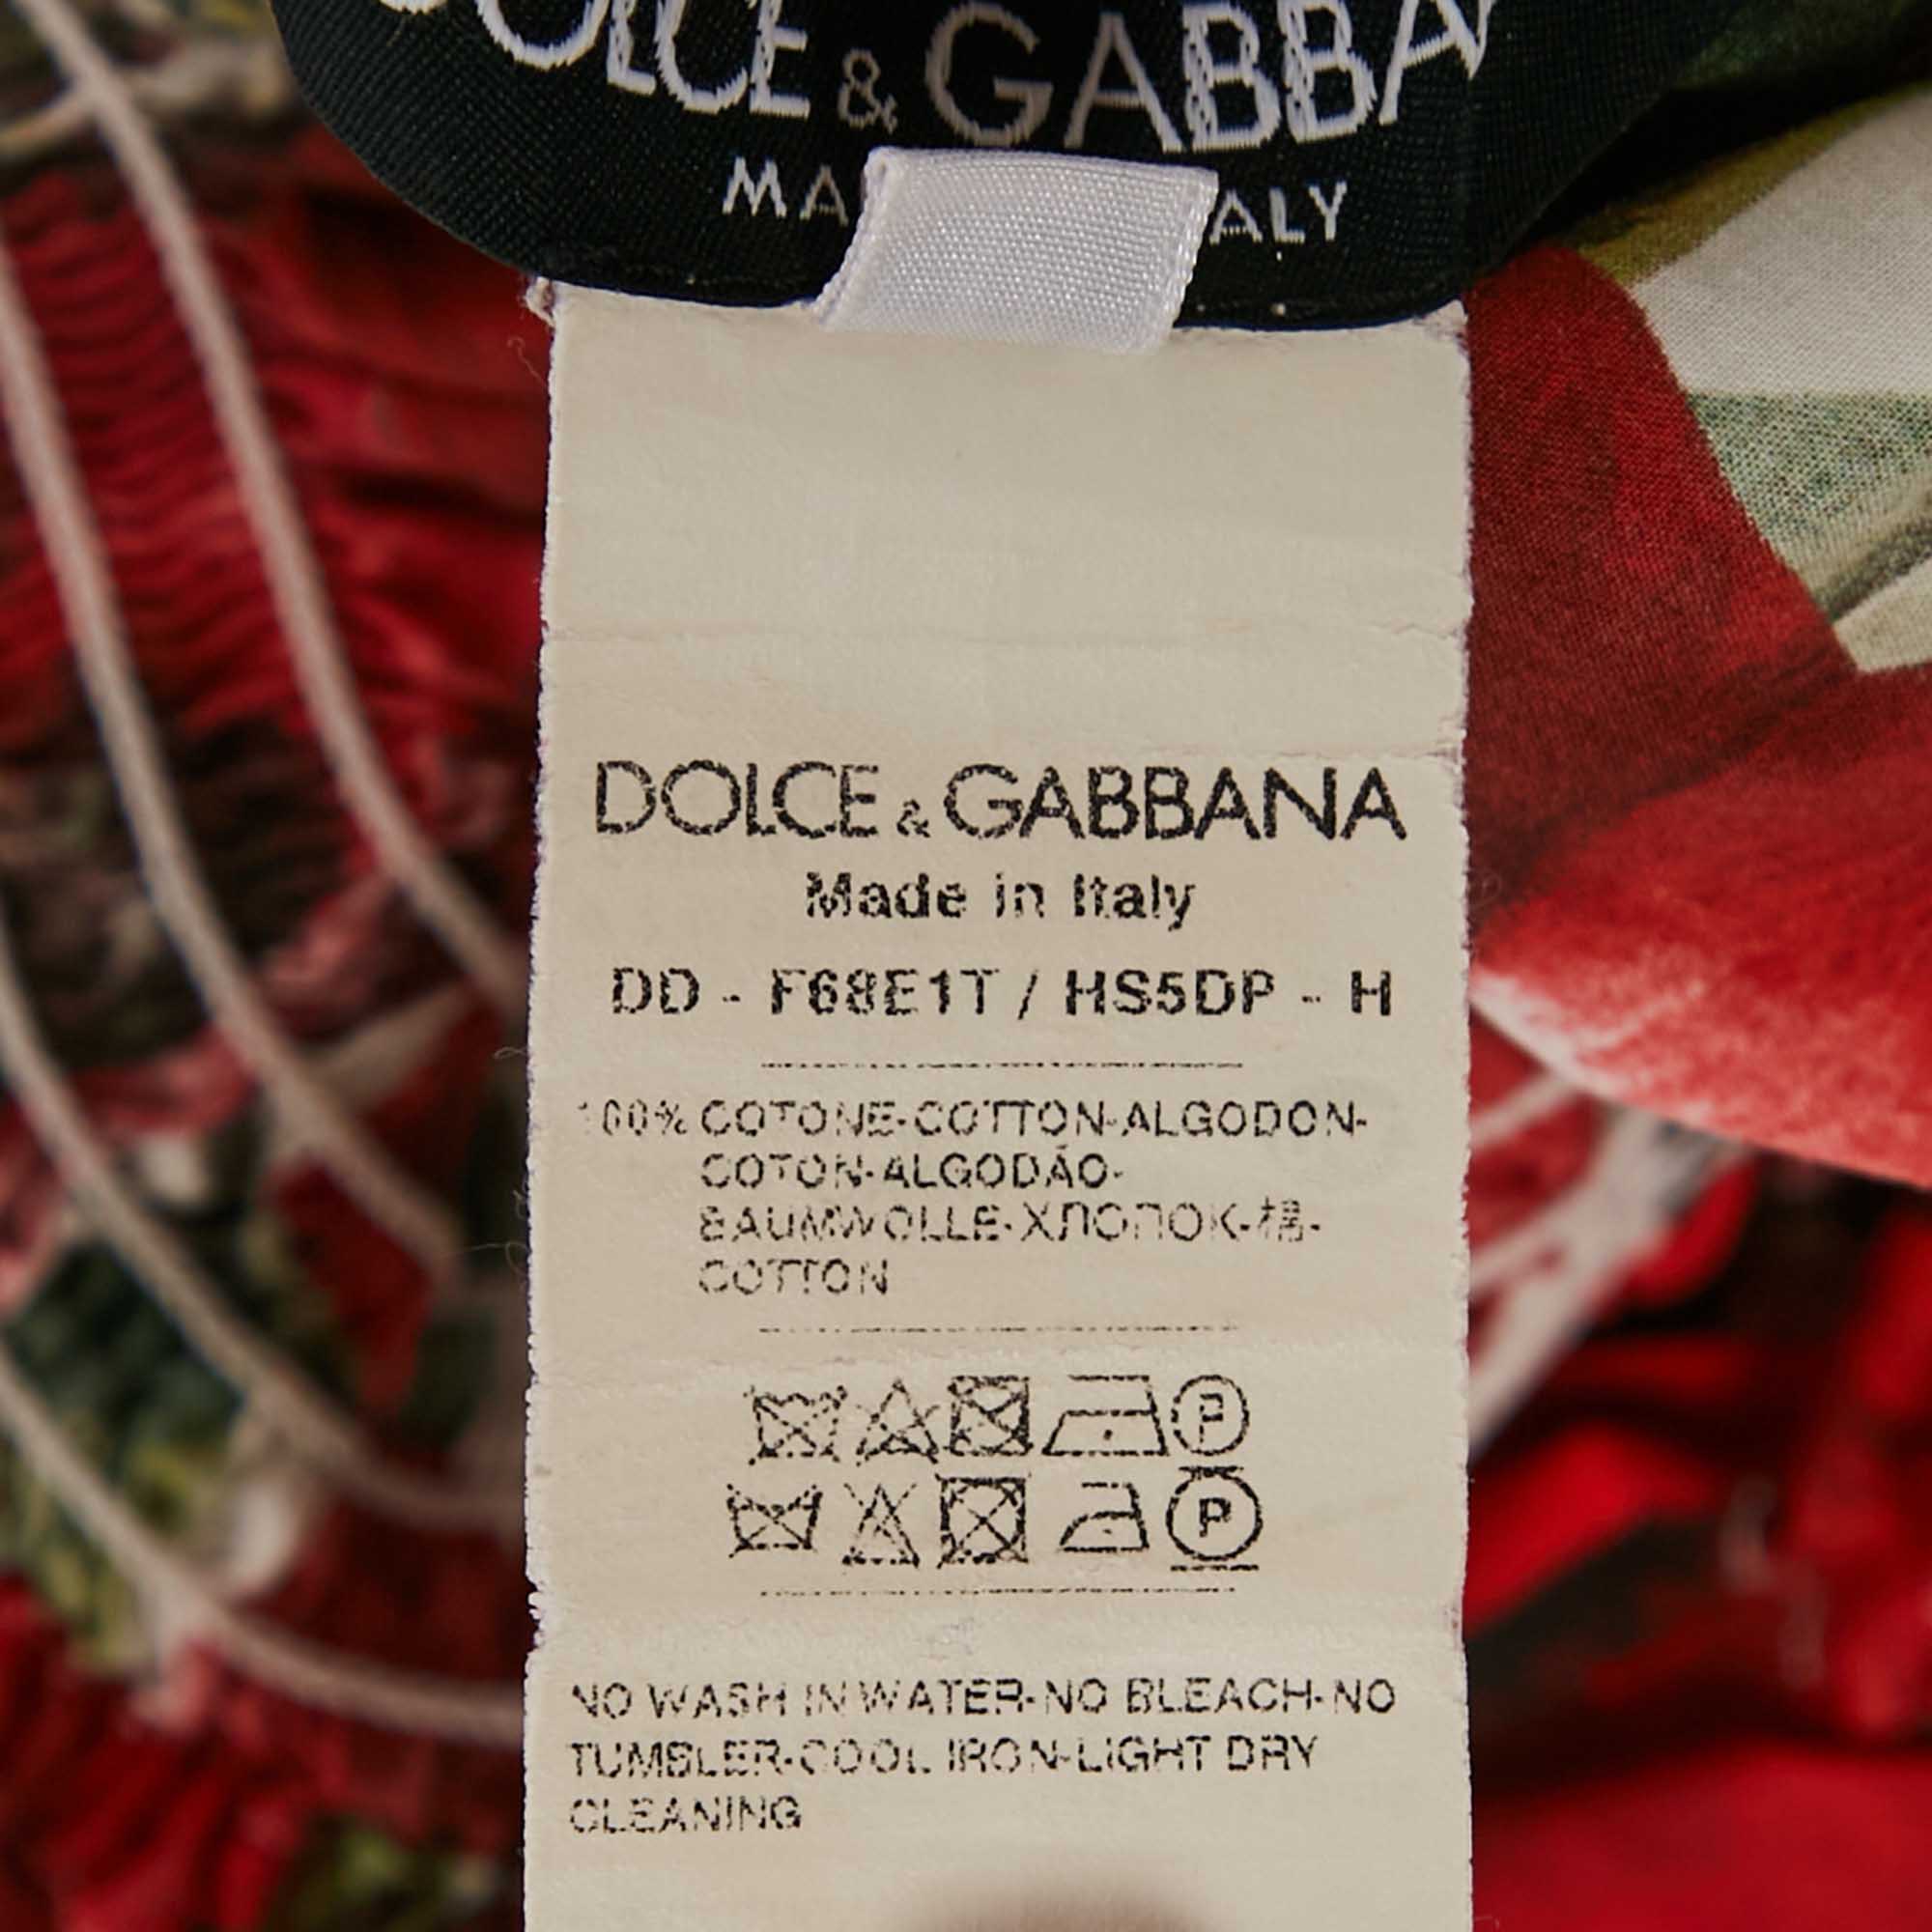 DOLCE & GABBA
MA ALY
DOLCE & GABBANA
Made in Italy
DD - F68E1T / HS5DP - H
100% COTONE-COTTON-ALGODON-
COTON-ALGODÃO-
BAUMWOLLE-ХЛОПОК-棉-
COTTON
P
P
NO WASH IN WATER-NO BLEACH-NO
TUMBLER-COOL IRON-LIGHT DRY
CLEANING